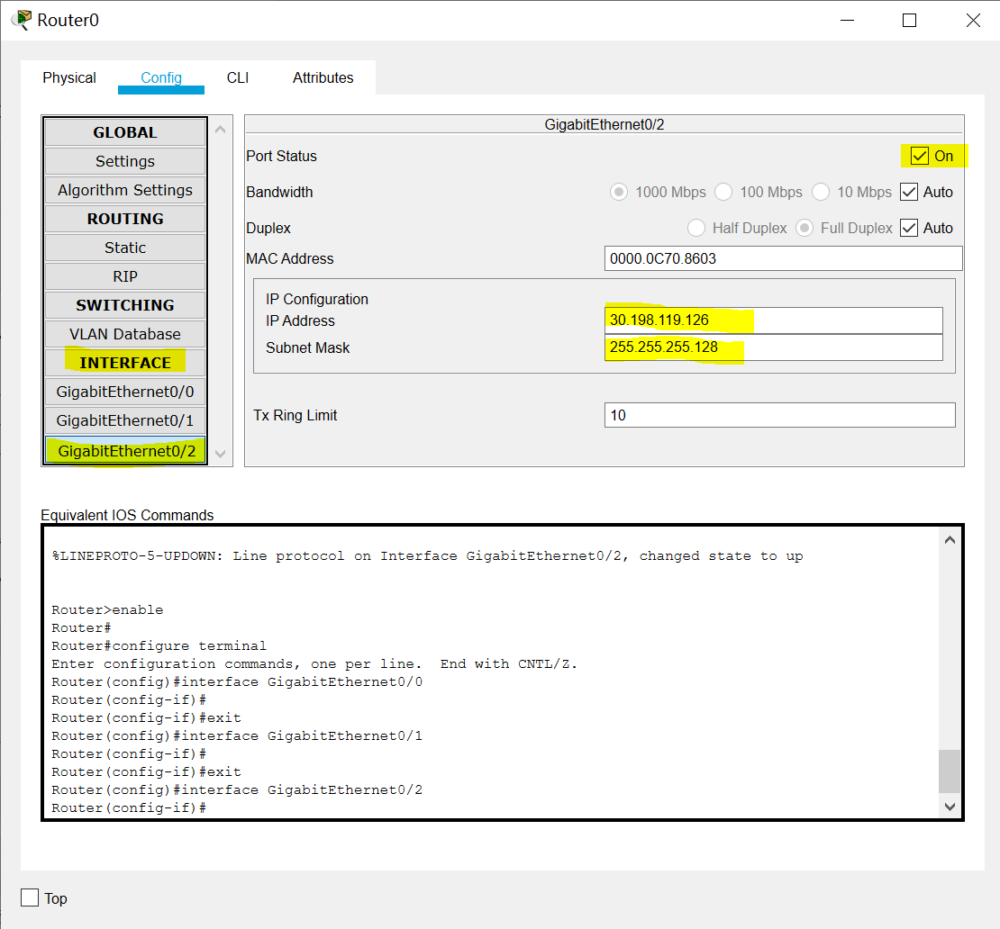 Router0
Physical Config CLI Attributes
GLOBAL
Settings
Algorithm Settings
ROUTING
Static
RIP
SWITCHING
VLAN Database
INTERFACE
GigabitEthernet0/0
GigabitEthernet0/1
GigabitEthernet0/2
GigabitEthernet0/2
Port Status On
Bandwidth 1000 Mbps 100 Mbps 10 Mbps Auto
Duplex Half Duplex Full Duplex Auto
MAC Address 0000.0C70.8603
IP Configuration
IP Address 30.198.119.126
Subnet Mask 255.255.255.128
Tx Ring Limit 10
Equivalent IOS Commands
%LINEPROTO-5-UPDOWN: Line protocol on Interface GigabitEthernet0/2, changed state to up
Router>enable
Router#
Router#configure terminal
Enter configuration commands, one per line.  End with CNTL/Z.
Router(config)#interface GigabitEthernet0/0
Router(config-if)#
Router(config-if)#exit
Router(config)#interface GigabitEthernet0/1
Router(config-if)#
Router(config-if)#exit
Router(config)#interface GigabitEthernet0/2
Router(config-if)#
Top